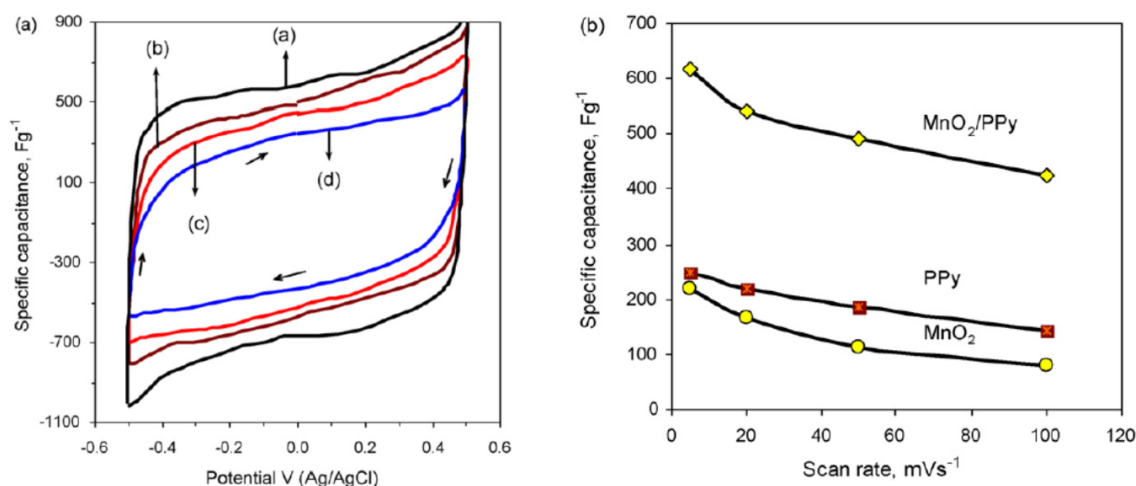 (a)
900
500
100
-300
-700
-1100
Specific capacitance, Fg⁻¹
(b)
(a)
(c)
(d)
-0.6 -0.4 -0.2 0.0 0.2 0.4 0.6
Potential V (Ag/AgCl)
(b)
700
600
500
400
300
200
100
0
Specific capacitance, Fg⁻¹
MnO₂/PPy
PPy
MnO₂
0 20 40 60 80 100 120
Scan rate, mVs⁻¹